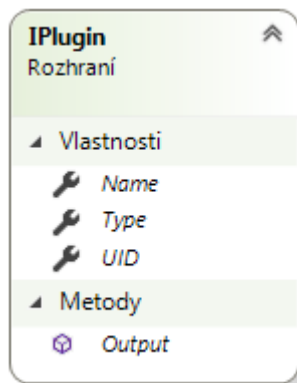 IPlugin
Rozhraní
Vlastnosti
Name
Type
UID
Metody
Output